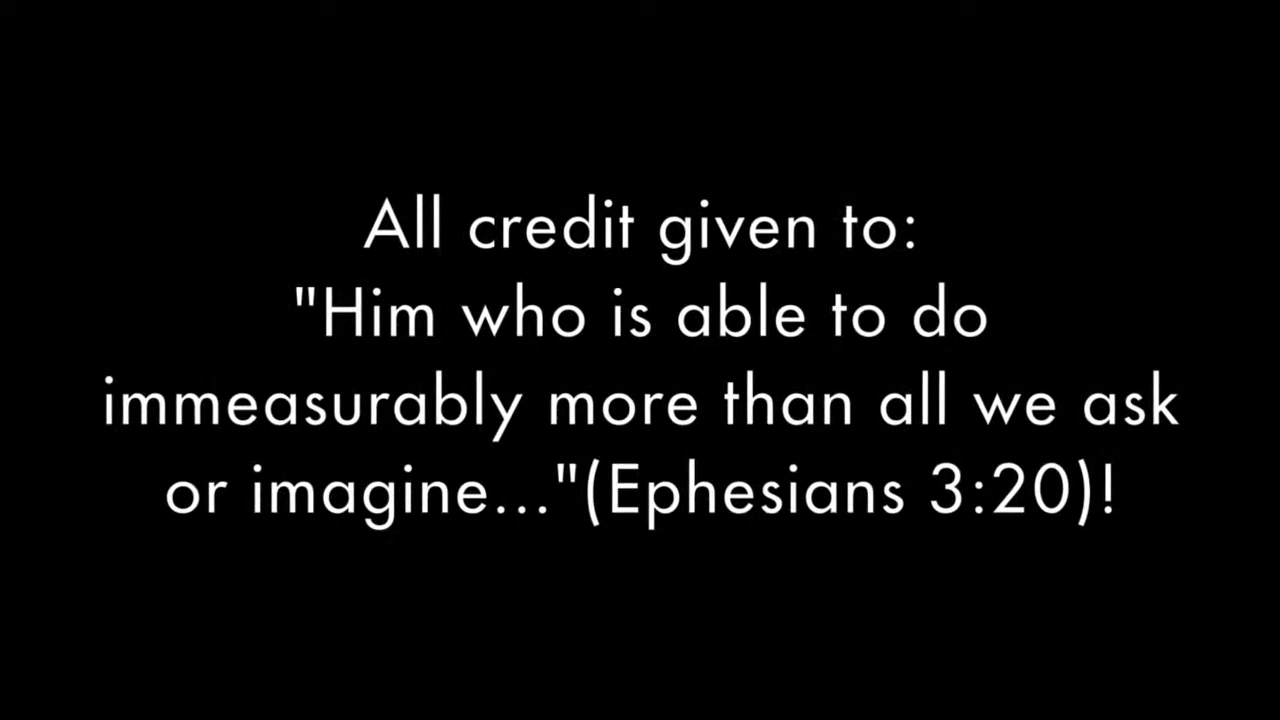 All credit given to:
"Him who is able to do
immeasurably more than all we ask
or imagine..."(Ephesians 3:20)!